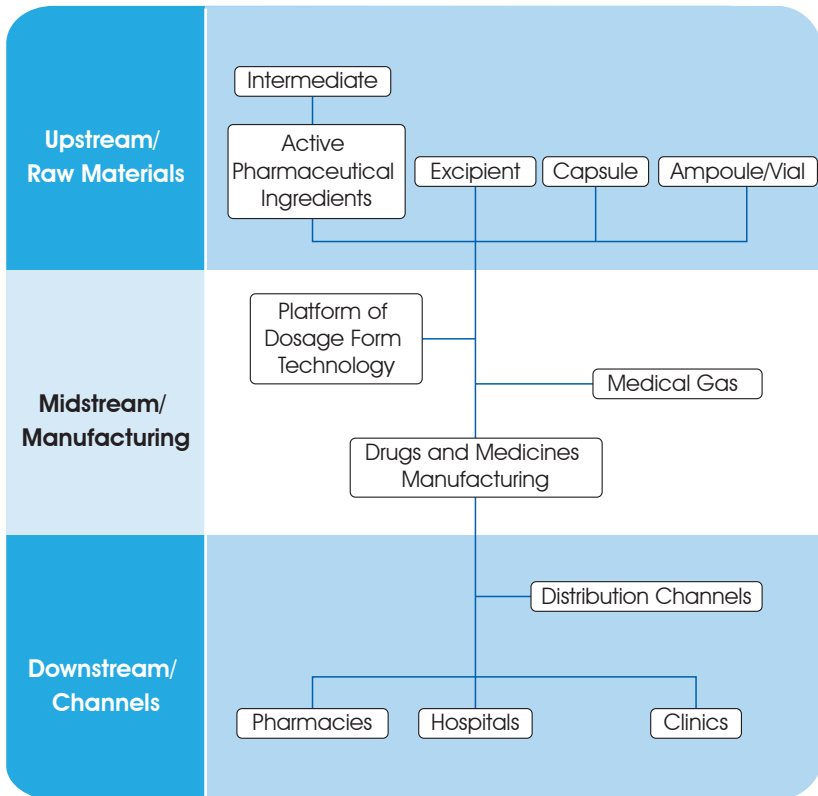 Upstream/
Raw Materials
Intermediate
Active
Pharmaceutical
Ingredients
Excipient
Capsule
Ampoule/Vial
Midstream/
Manufacturing
Platform of
Dosage Form
Technology
Medical Gas
Drugs and Medicines
Manufacturing
Downstream/
Channels
Distribution Channels
Pharmacies
Hospitals
Clinics